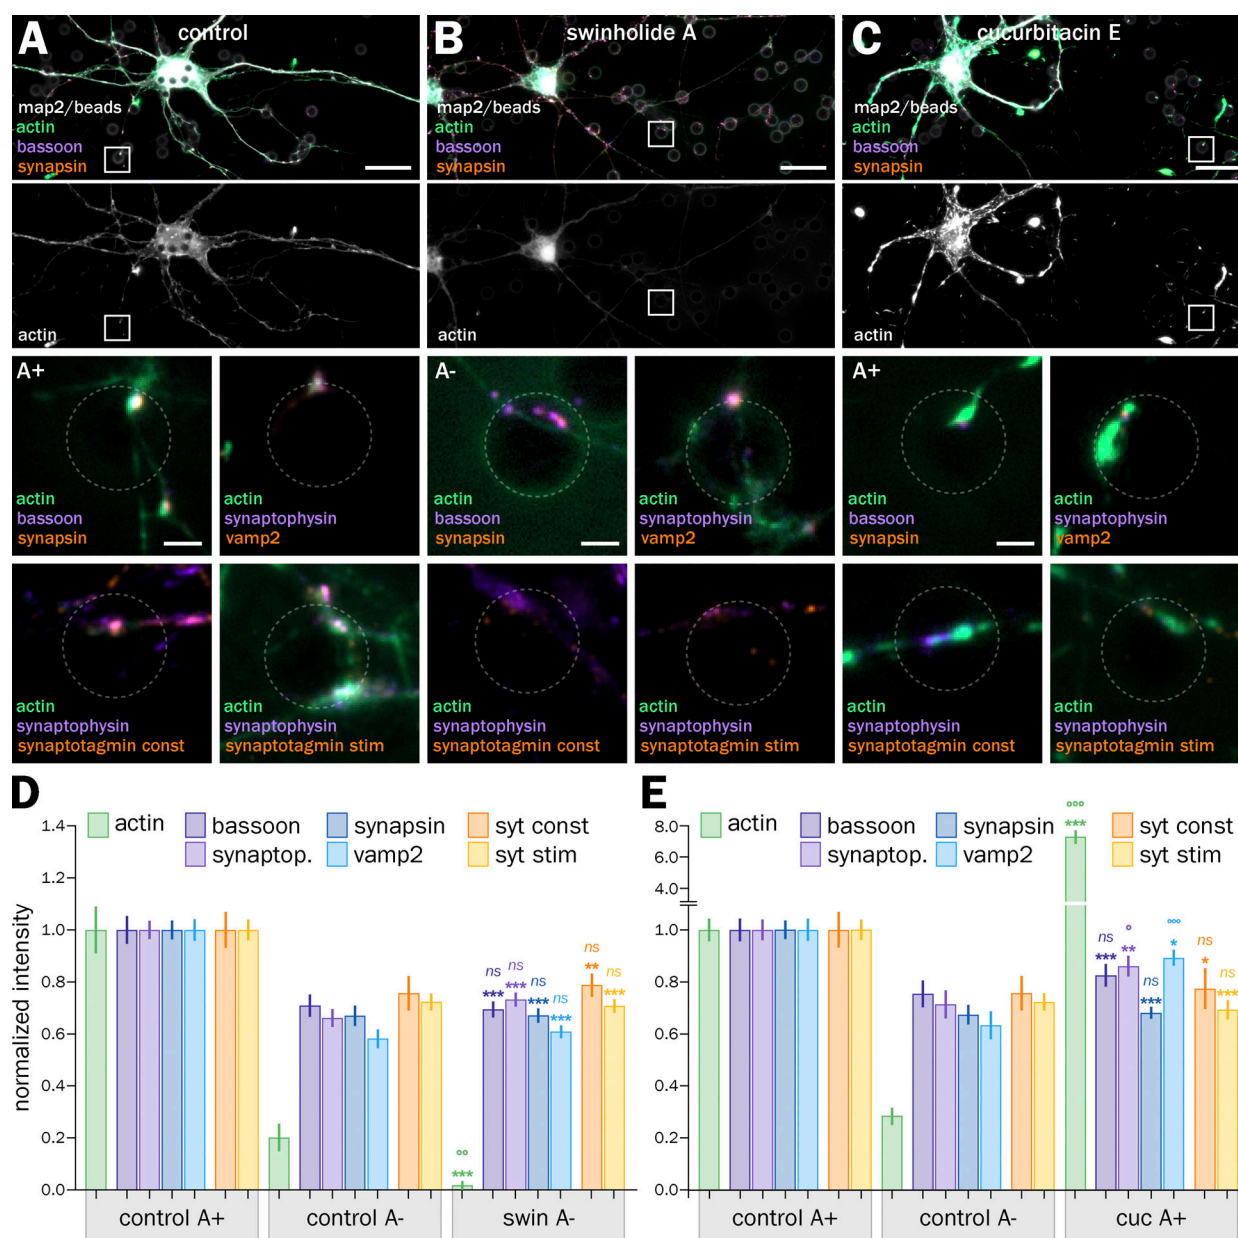 A control
map2/beads
actin
bassoon
synapsin
B swinholide A
map2/beads
actin
bassoon
synapsin
C cucurbitacin E
map2/beads
actin
bassoon
synapsin
actin
actin
actin
A+
actin
bassoon
synapsin
actin
synaptophysin
vamp2
A-
actin
bassoon
synapsin
actin
synaptophysin
vamp2
A+
actin
bassoon
synapsin
actin
synaptophysin
vamp2
actin
synaptophysin
synaptotagmin const
actin
synaptophysin
synaptotagmin stim
actin
synaptophysin
synaptotagmin const
actin
synaptophysin
synaptotagmin stim
actin
synaptophysin
synaptotagmin const
actin
synaptophysin
synaptotagmin stim
D
actin bassoon synapsin syt const
synaptop. vamp2 syt stim
normalized intensity
1.4
1.2
1.0
0.8
0.6
0.4
0.2
0.0
°°
***
ns
***
ns
***
ns
***
ns
***
ns
**
ns
***
control A+ control A- swin A-
E
actin bassoon synapsin syt const
synaptop. vamp2 syt stim
8.0
6.0
4.0
1.0
0.8
0.6
0.4
0.2
0.0
°°°
***
ns
***
°
**
ns
***
°°°
*
ns
*
ns
***
control A+ control A- cuc A+